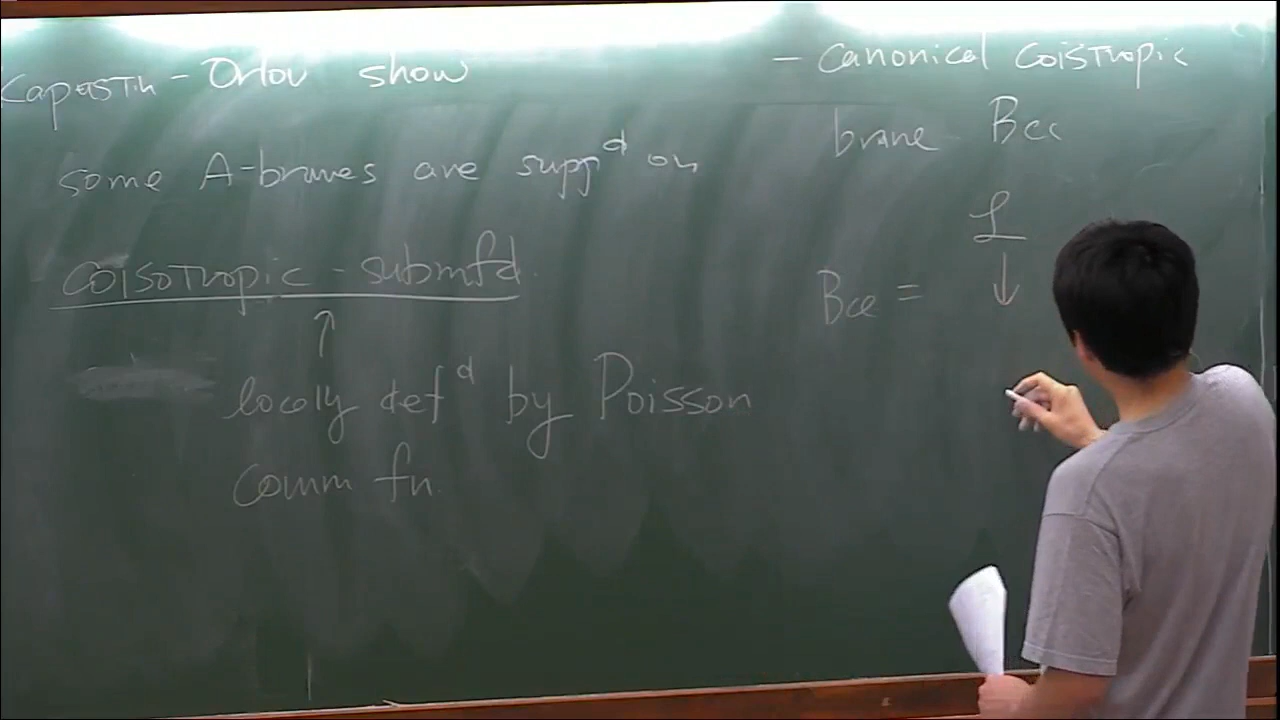 Kapustin - Orlov show
some A-branes are supp^d on
coisotropic - submfd.
↑
locally def^d by Poisson
comm fn.
- Canonical coistropic
brane Bcc
L
↓
Bcc =